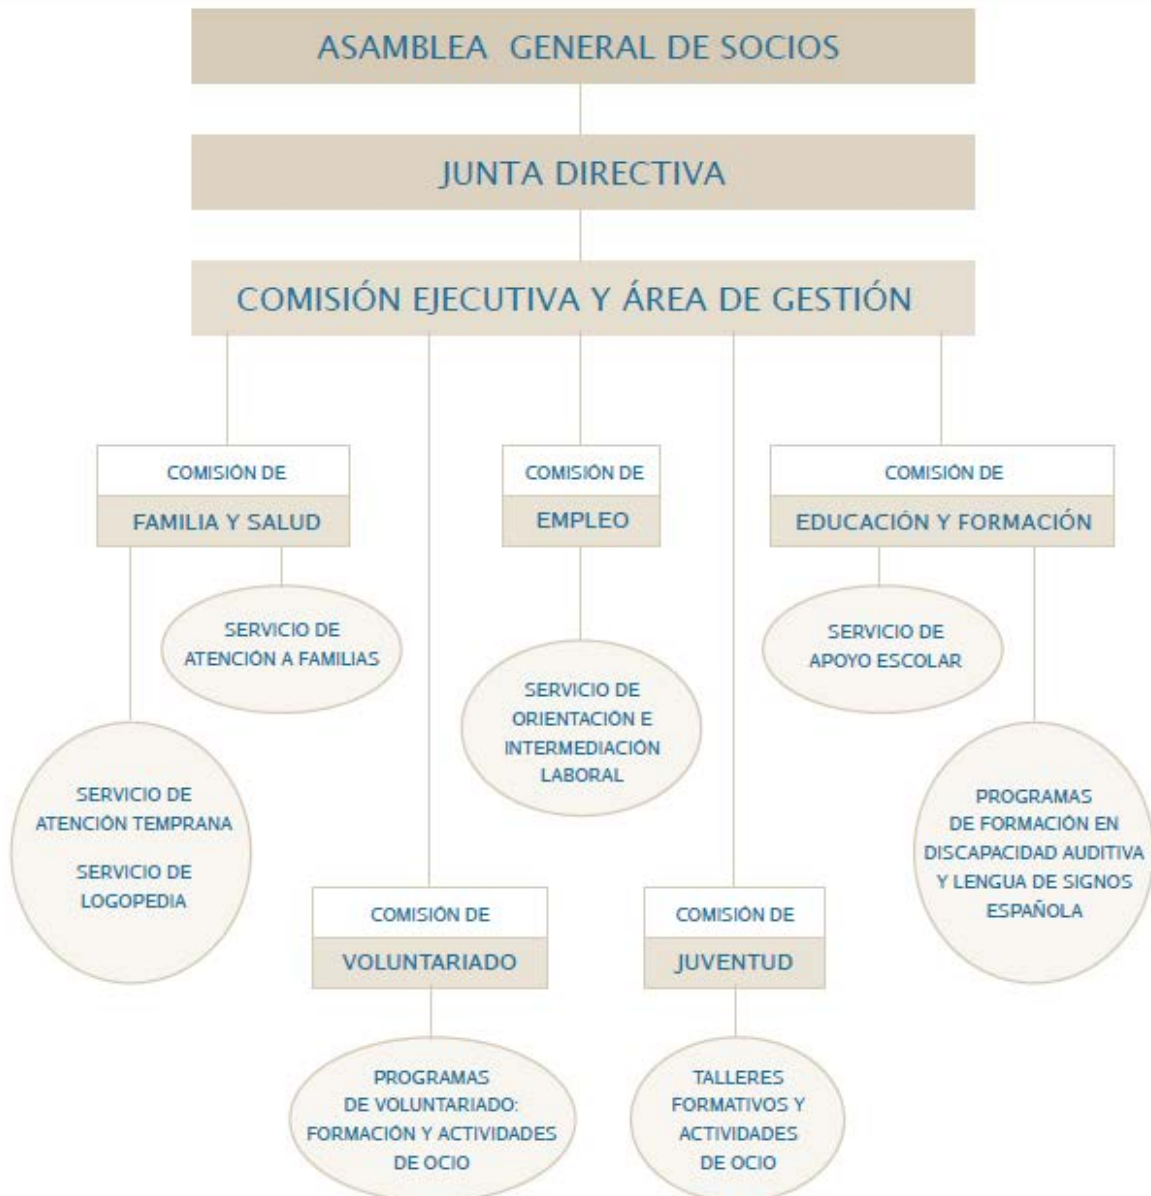 ASAMBLEA GENERAL DE SOCIOS
JUNTA DIRECTIVA
COMISIÓN EJECUTIVA Y ÁREA DE GESTIÓN
COMISIÓN DE
FAMILIA Y SALUD
COMISIÓN DE
EMPLEO
COMISIÓN DE
EDUCACIÓN Y FORMACIÓN
SERVICIO DE
ATENCIÓN A FAMILIAS
SERVICIO DE
APOYO ESCOLAR
SERVICIO DE
ORIENTACIÓN E
INTERMEDIACIÓN
LABORAL
SERVICIO DE
ATENCIÓN TEMPRANA
SERVICIO DE
LOGOPEDIA
PROGRAMAS
DE FORMACIÓN EN
DISCAPACIDAD AUDITIVA
Y LENGUA DE SIGNOS
ESPAÑOLA
COMISIÓN DE
VOLUNTARIADO
COMISIÓN DE
JUVENTUD
PROGRAMAS
DE VOLUNTARIADO:
FORMACIÓN Y ACTIVIDADES
DE OCIO
TALLERES
FORMATIVOS Y
ACTIVIDADES
DE OCIO